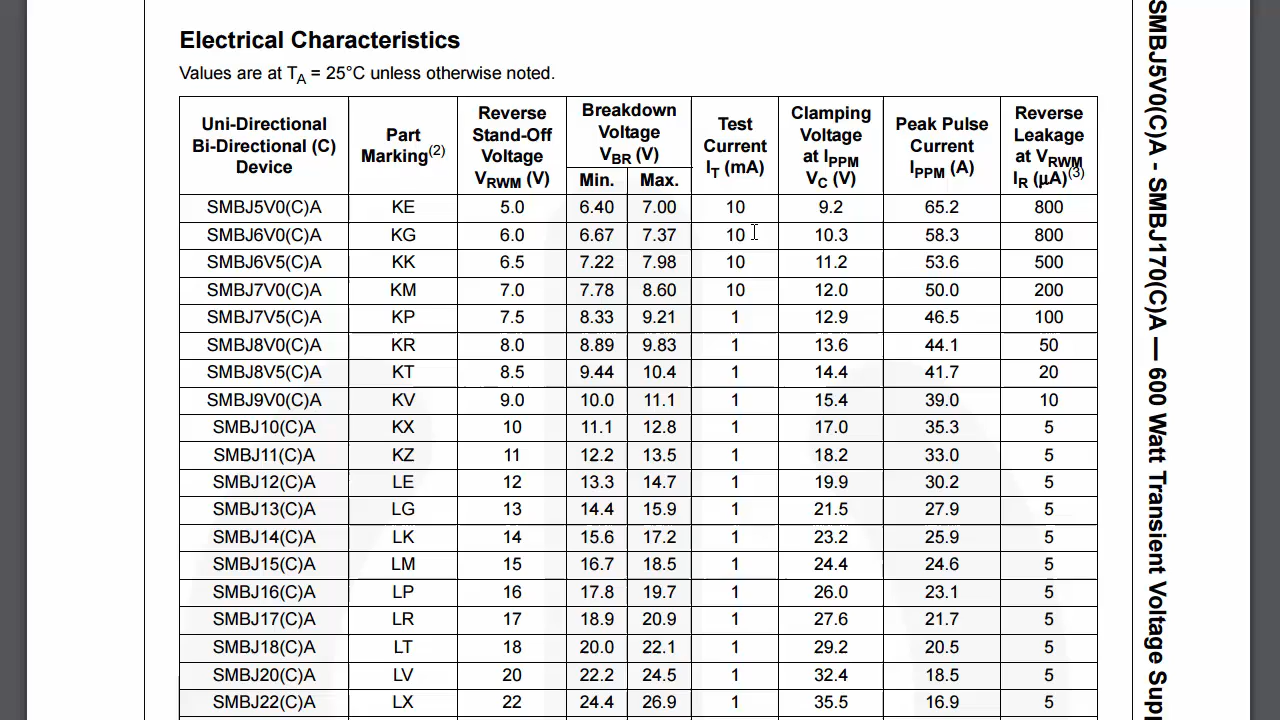 Electrical Characteristics
Values are at TA = 25°C unless otherwise noted.
Uni-Directional Bi-Directional (C) Device | Part Marking(2) | Reverse Stand-Off Voltage VRWM (V) | Breakdown Voltage VBR (V) Min. | Max. | Test Current IT (mA) | Clamping Voltage at IPPM VC (V) | Peak Pulse Current IPPM (A) | Reverse Leakage at VRWM IR (μA)(3)
SMBJ5V0(C)A KE 5.0 6.40 7.00 10 9.2 65.2 800
SMBJ6V0(C)A KG 6.0 6.67 7.37 10 10.3 58.3 800
SMBJ6V5(C)A KK 6.5 7.22 7.98 10 11.2 53.6 500
SMBJ7V0(C)A KM 7.0 7.78 8.60 10 12.0 50.0 200
SMBJ7V5(C)A KP 7.5 8.33 9.21 1 12.9 46.5 100
SMBJ8V0(C)A KR 8.0 8.89 9.83 1 13.6 44.1 50
SMBJ8V5(C)A KT 8.5 9.44 10.4 1 14.4 41.7 20
SMBJ9V0(C)A KV 9.0 10.0 11.1 1 15.4 39.0 10
SMBJ10(C)A KX 10 11.1 12.8 1 17.0 35.3 5
SMBJ11(C)A KZ 11 12.2 13.5 1 18.2 33.0 5
SMBJ12(C)A LE 12 13.3 14.7 1 19.9 30.2 5
SMBJ13(C)A LG 13 14.4 15.9 1 21.5 27.9 5
SMBJ14(C)A LK 14 15.6 17.2 1 23.2 25.9 5
SMBJ15(C)A LM 15 16.7 18.5 1 24.4 24.6 5
SMBJ16(C)A LP 16 17.8 19.7 1 26.0 23.1 5
SMBJ17(C)A LR 17 18.9 20.9 1 27.6 21.7 5
SMBJ18(C)A LT 18 20.0 22.1 1 29.2 20.5 5
SMBJ20(C)A LV 20 22.2 24.5 1 32.4 18.5 5
SMBJ22(C)A LX 22 24.4 26.9 1 35.5 16.9 5
SMBJ5V0(C)A - SMBJ170(C)A — 600 Watt Transient Voltage Supp